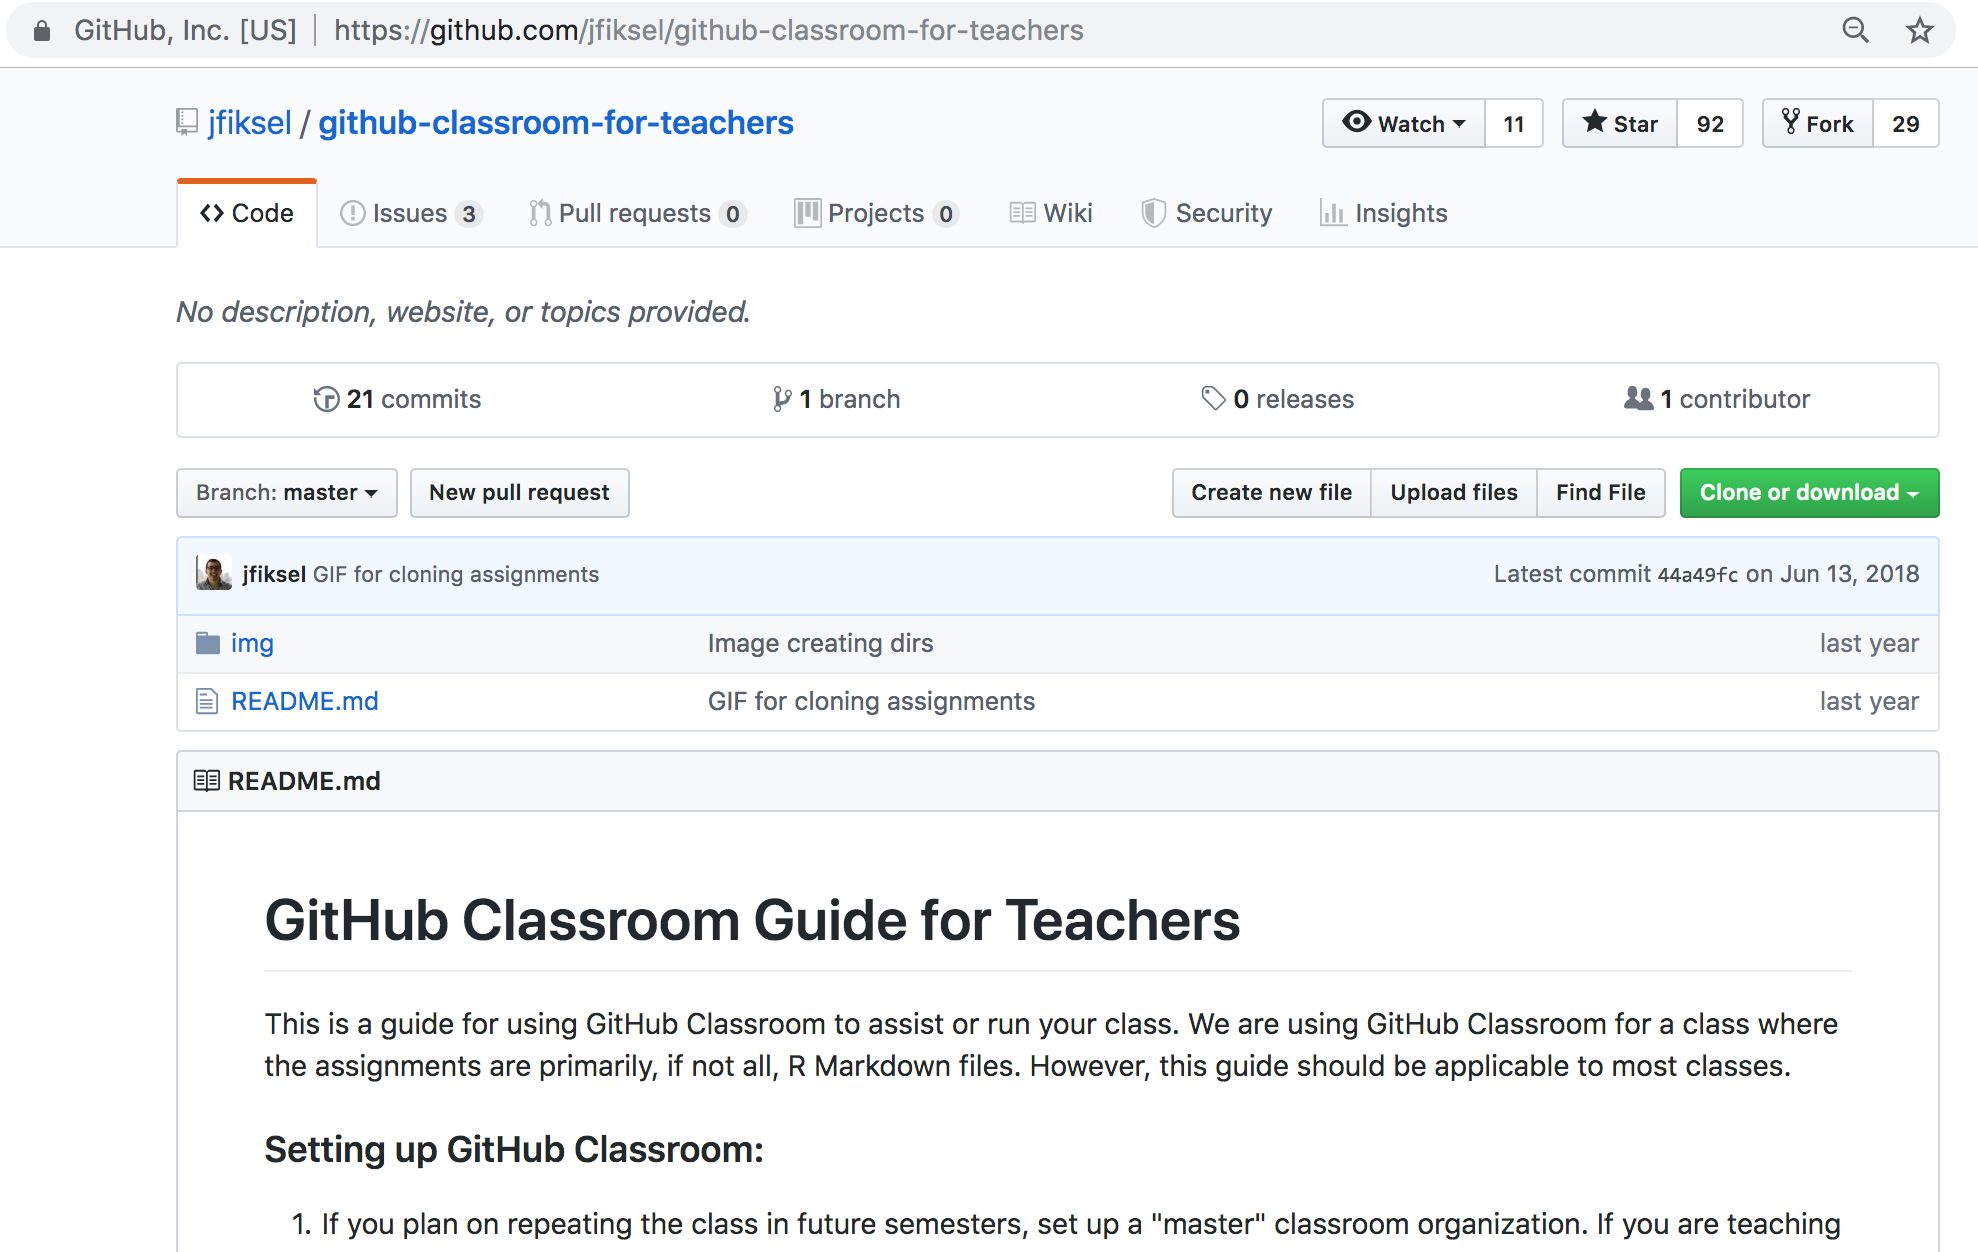 GitHub, Inc. [US] | https://github.com/jfiksel/github-classroom-for-teachers
jfiksel / github-classroom-for-teachers
Watch 11 Star 92 Fork 29
Code Issues 3 Pull requests 0 Projects 0 Wiki Security Insights
No description, website, or topics provided.
21 commits 1 branch 0 releases 1 contributor
Branch: master New pull request Create new file Upload files Find File Clone or download
jfiksel GIF for cloning assignments Latest commit 44a49fc on Jun 13, 2018
img Image creating dirs last year
README.md GIF for cloning assignments last year
README.md
GitHub Classroom Guide for Teachers
This is a guide for using GitHub Classroom to assist or run your class. We are using GitHub Classroom for a class where
the assignments are primarily, if not all, R Markdown files. However, this guide should be applicable to most classes.
Setting up GitHub Classroom:
1. If you plan on repeating the class in future semesters, set up a "master" classroom organization. If you are teaching